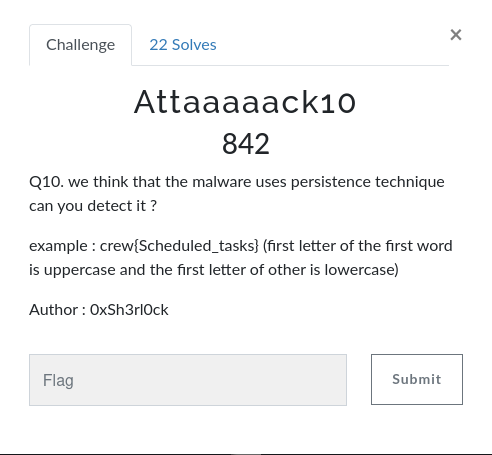 Challenge
22 Solves
×
Attaaaaack10
842
Q10. we think that the malware uses persistence technique
can you detect it ?
example : crew{Scheduled_tasks} (first letter of the first word
is uppercase and the first letter of other is lowercase)
Author : 0xSh3rl0ck
Flag
Submit